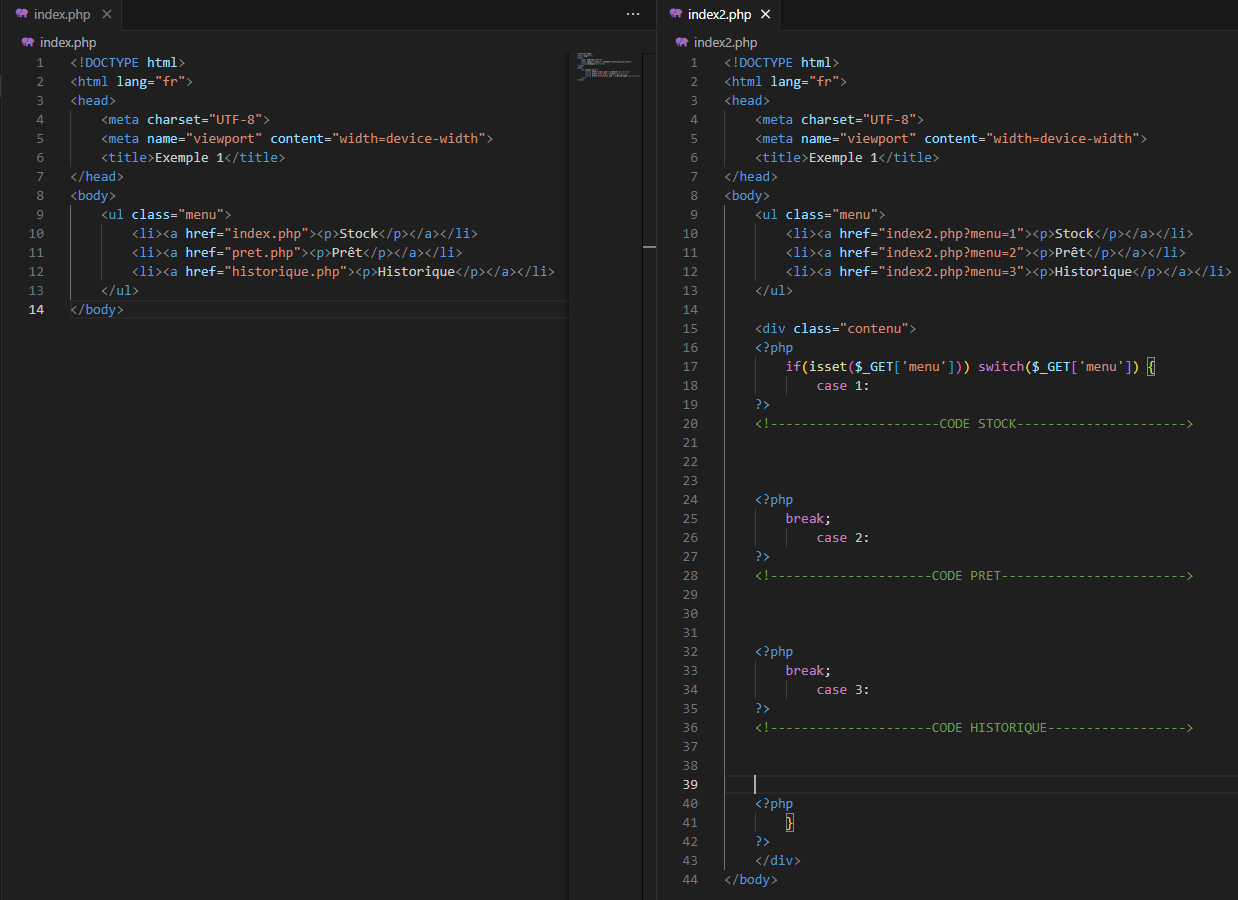 index.php
index.php
1 <!DOCTYPE html>
2 <html lang="fr">
3 <head>
4     <meta charset="UTF-8">
5     <meta name="viewport" content="width=device-width">
6     <title>Exemple 1</title>
7 </head>
8 <body>
9     <ul class="menu">
10         <li><a href="index.php"><p>Stock</p></a></li>
11         <li><a href="pret.php"><p>Prêt</p></a></li>
12         <li><a href="historique.php"><p>Historique</p></a></li>
13     </ul>
14 </body>
index2.php
index2.php
1 <!DOCTYPE html>
2 <html lang="fr">
3 <head>
4     <meta charset="UTF-8">
5     <meta name="viewport" content="width=device-width">
6     <title>Exemple 1</title>
7 </head>
8 <body>
9     <ul class="menu">
10         <li><a href="index2.php?menu=1"><p>Stock</p></a></li>
11         <li><a href="index2.php?menu=2"><p>Prêt</p></a></li>
12         <li><a href="index2.php?menu=3"><p>Historique</p></a></li>
13     </ul>
14
15     <div class="contenu">
16     <?php
17         if(isset($_GET['menu'])) switch($_GET['menu']) {
18             case 1:
19     ?>
20     <!----------------------CODE STOCK---------------------->
21
22
23
24     <?php
25         break;
26             case 2:
27     ?>
28     <!---------------------CODE PRET------------------------>
29
30
31
32     <?php
33         break;
34             case 3:
35     ?>
36     <!---------------------CODE HISTORIQUE------------------>
37
38
39
40     <?php
41         }
42     ?>
43     </div>
44 </body>